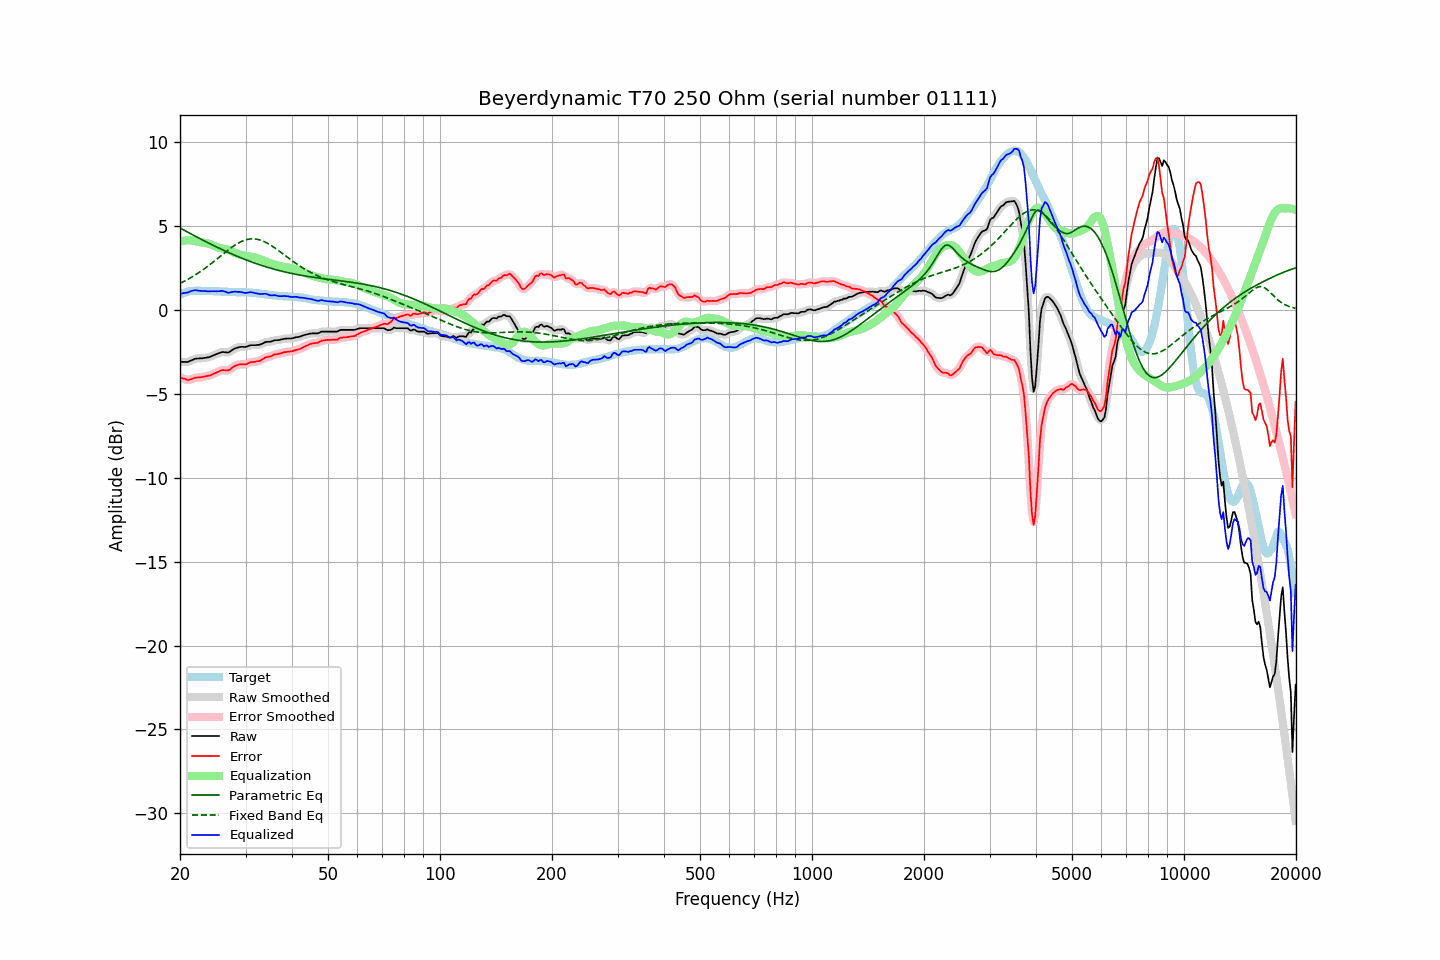 Beyerdynamic T70 250 Ohm (serial number 01111)
Amplitude (dBr)
10
5
0
−5
−10
−15
−20
−25
−30
Target
Raw Smoothed
Error Smoothed
Raw
Error
Equalization
Parametric Eq
Fixed Band Eq
Equalized
20
50
100
200
500
1000
2000
5000
10000
20000
Frequency (Hz)